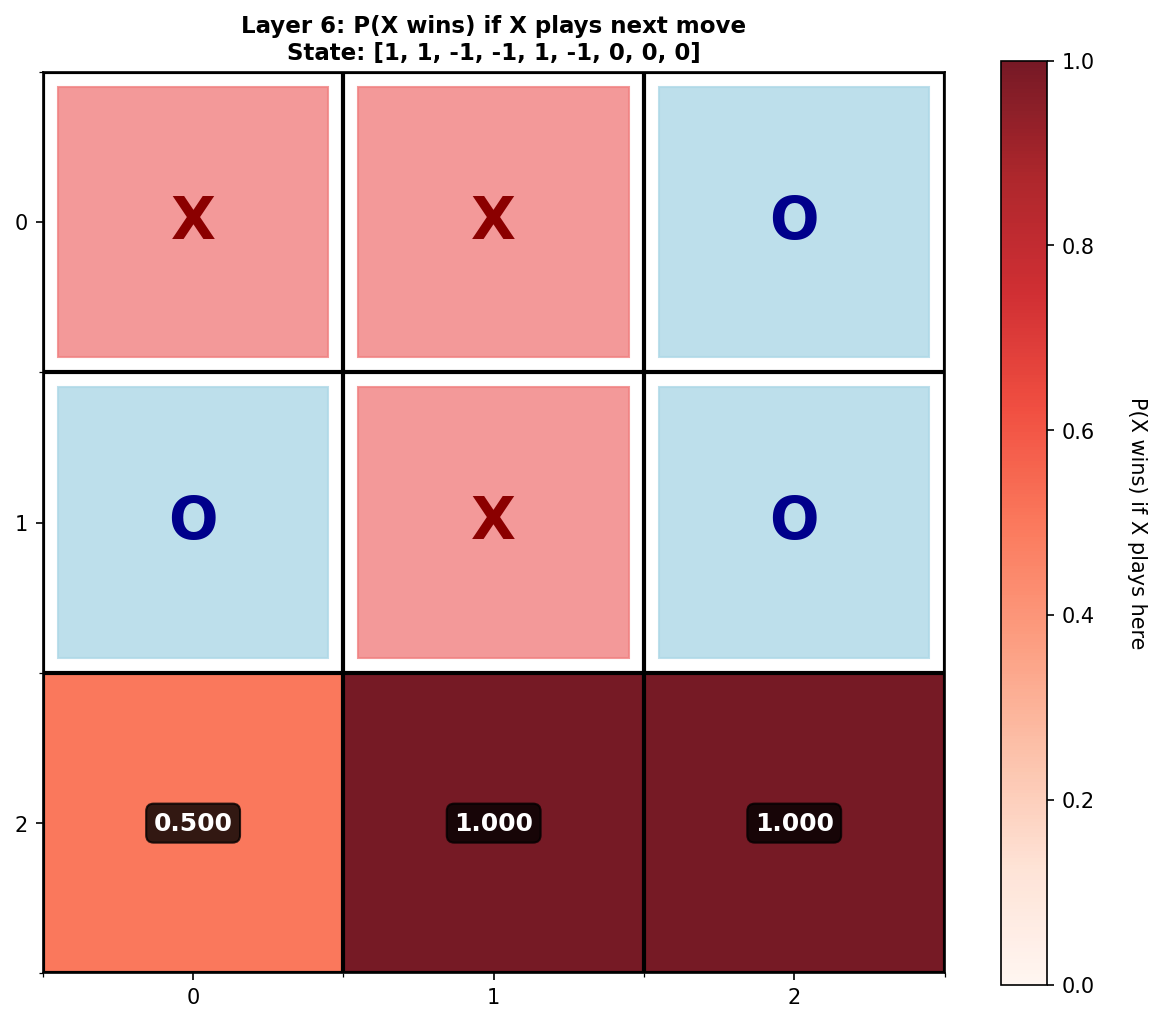 Layer 6: P(X wins) if X plays next move
State: [1, 1, -1, -1, 1, -1, 0, 0, 0]
0
X
X
O
1
O
X
O
2
0.500
1.000
1.000
0
1
2
1.0
0.8
0.6
0.4
0.2
0.0
P(X wins) if X plays here